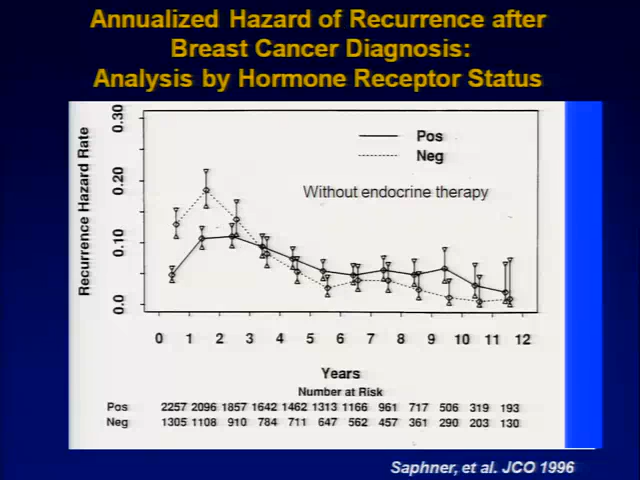 Annualized Hazard of Recurrence after
Breast Cancer Diagnosis:
Analysis by Hormone Receptor Status
Recurrence Hazard Rate
0.30
0.20
0.10
0.0
Pos
Neg
Without endocrine therapy
0 1 2 3 4 5 6 7 8 9 10 11 12
Years
Number at Risk
Pos 2257 2096 1857 1642 1462 1313 1166 961 717 506 319 193
Neg 1305 1108 910 784 711 647 562 457 361 290 203 130
Saphner, et al. JCO 1996